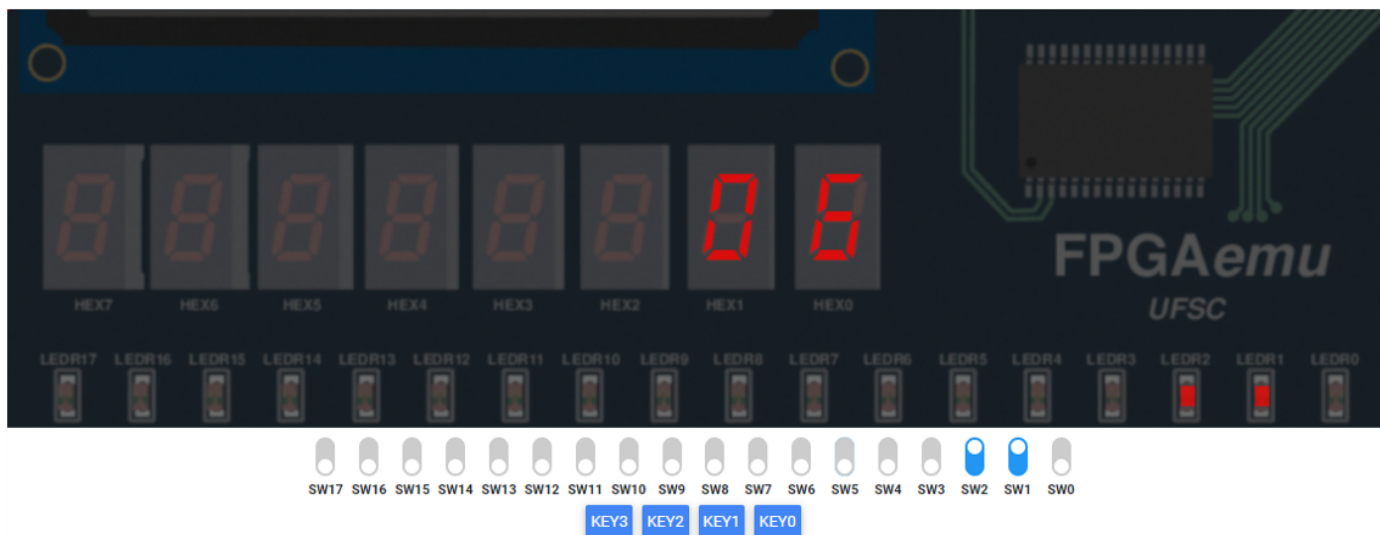 06
HEX7 HEX6 HEX5 HEX4 HEX3 HEX2 HEX1 HEX0
FPGAemu
UFSC
LEDR17 LEDR16 LEDR15 LEDR14 LEDR13 LEDR12 LEDR11 LEDR10 LEDR9 LEDR8 LEDR7 LEDR6 LEDR5 LEDR4 LEDR3 LEDR2 LEDR1 LEDR0
SW17 SW16 SW15 SW14 SW13 SW12 SW11 SW10 SW9 SW8 SW7 SW6 SW5 SW4 SW3 SW2 SW1 SW0
KEY3 KEY2 KEY1 KEY0